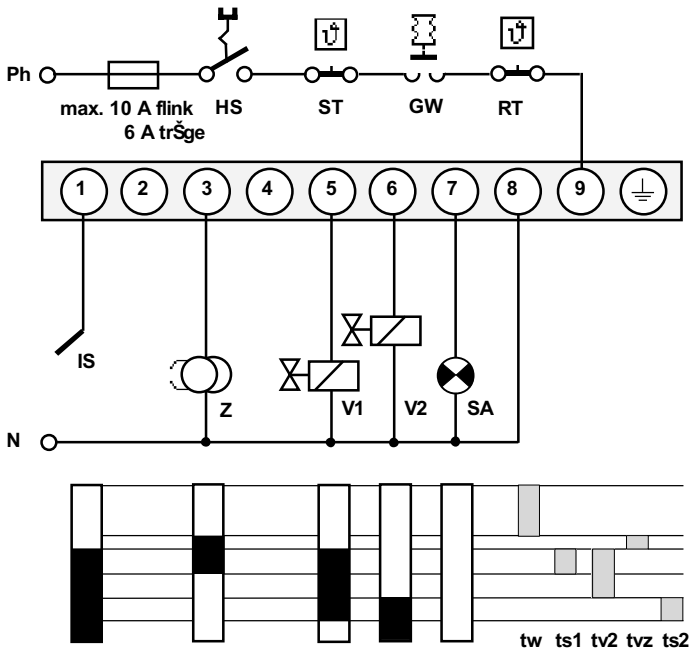 Ph
max. 10 A flink HS ST GW RT
6 A trŠge
1 2 3 4 5 6 7 8 9
IS
Z V1 V2 SA
N
tw ts1 tv2 tvz ts2